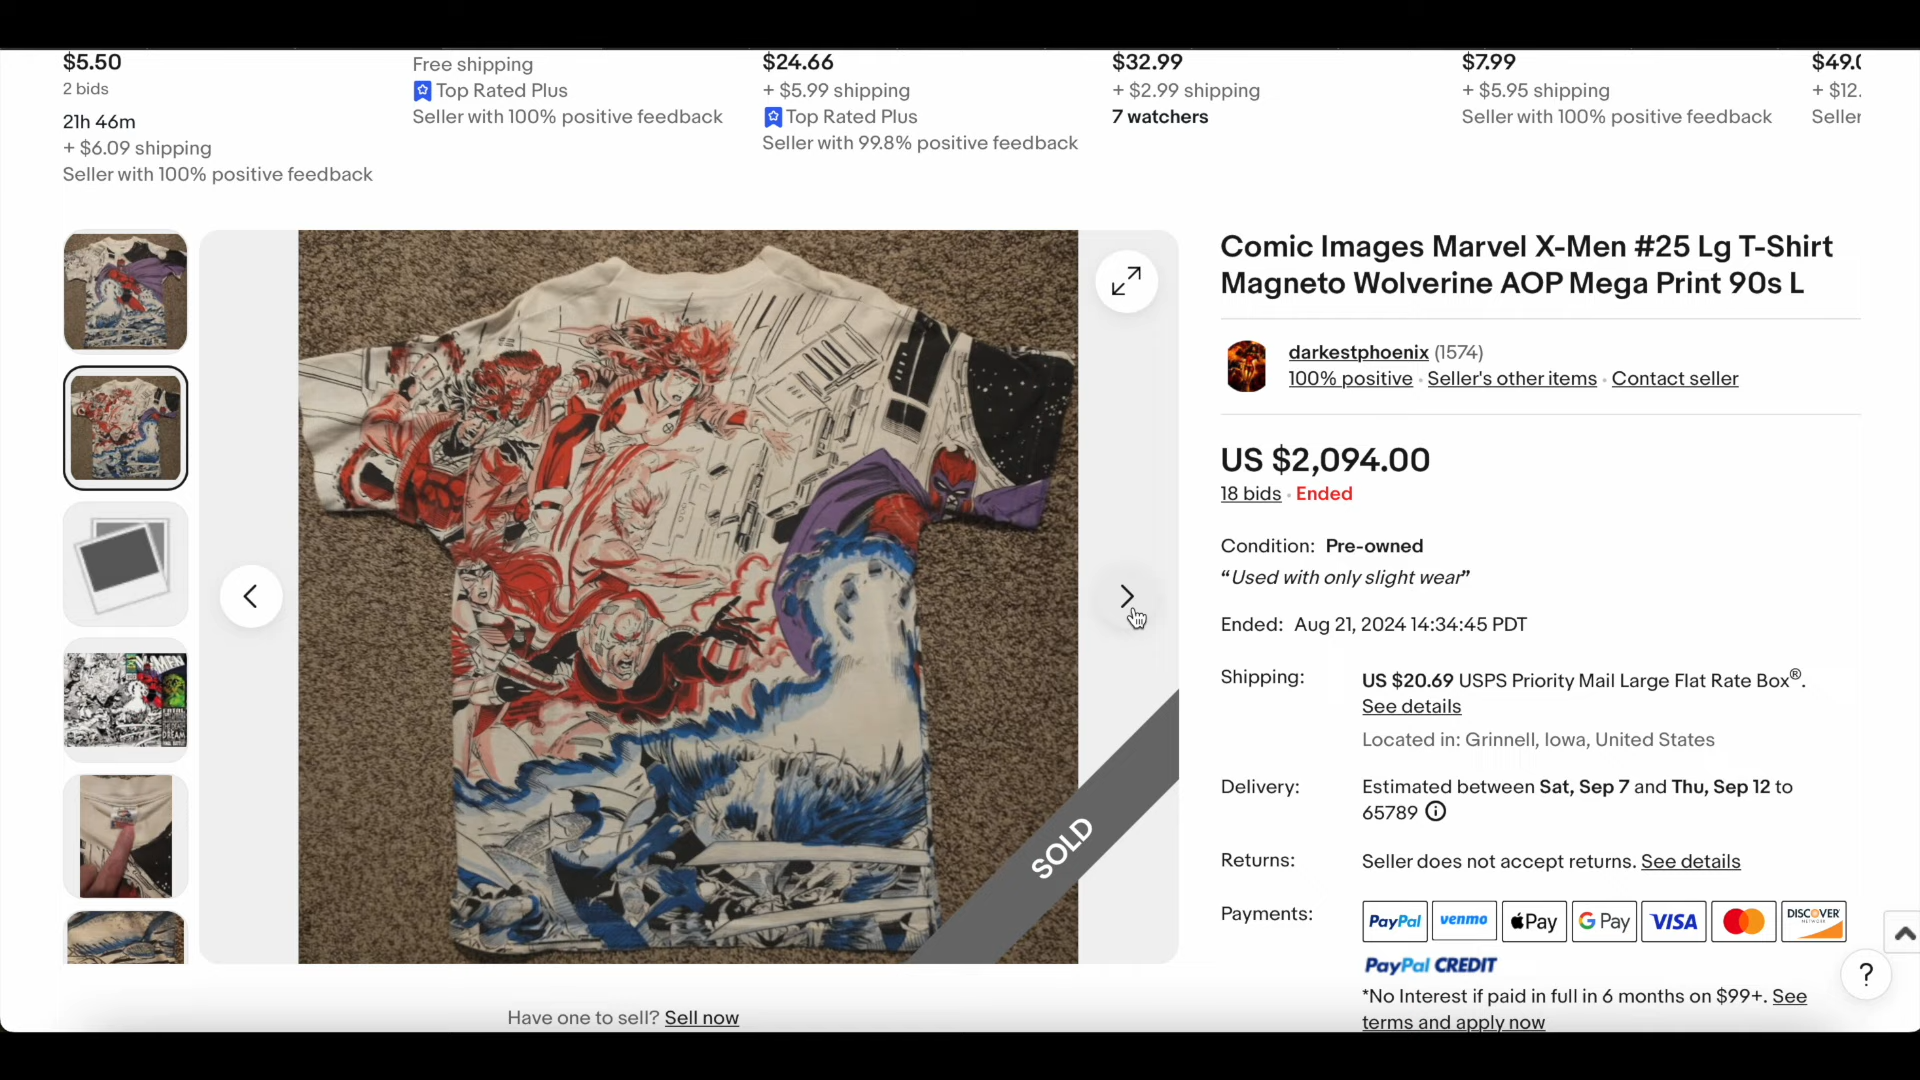 $5.50
2 bids
21h 46m
+ $6.09 shipping
Seller with 100% positive feedback
Free shipping
Top Rated Plus
Seller with 100% positive feedback
$24.66
+ $5.99 shipping
Top Rated Plus
Seller with 99.8% positive feedback
$32.99
+ $2.99 shipping
7 watchers
$7.99
+ $5.95 shipping
Seller with 100% positive feedback
+ $12.
SOLD
Have one to sell? Sell now
Comic Images Marvel X-Men #25 Lg T-Shirt
Magneto Wolverine AOP Mega Print 90s L
darkestphoenix (1574)
100% positive · Seller's other items · Contact seller
US $2,094.00
18 bids · Ended
Condition: Pre-owned
“Used with only slight wear”
Ended: Aug 21, 2024 14:34:45 PDT
Shipping: US $20.69 USPS Priority Mail Large Flat Rate Box®.
See details
Located in: Grinnell, Iowa, United States
Delivery: Estimated between Sat, Sep 7 and Thu, Sep 12 to
65789
Returns: Seller does not accept returns. See details
Payments: PayPal venmo Pay G Pay VISA DISCOVER
PayPal CREDIT
*No Interest if paid in full in 6 months on $99+. See
terms and apply now
?